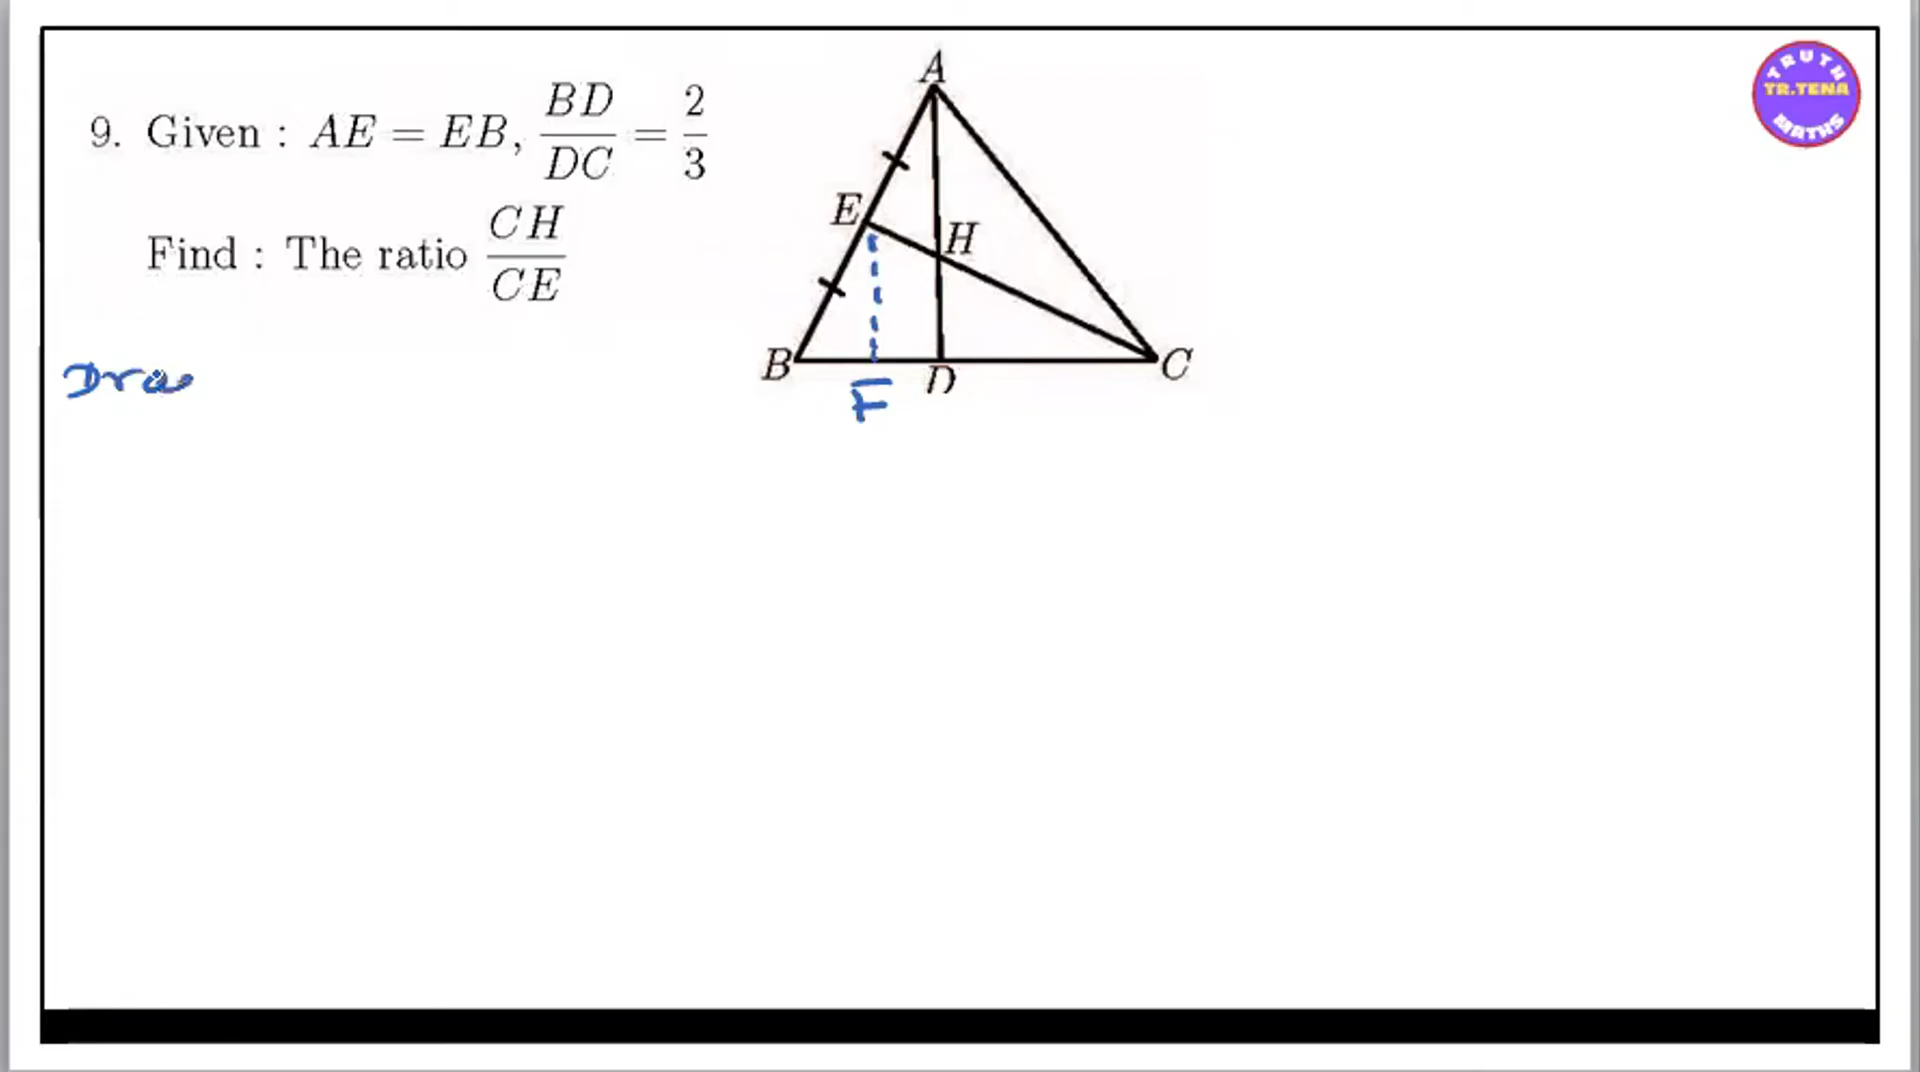 9. Given : AE = EB, BD/DC = 2/3
Find : The ratio CH/CE
A
E
H
B
D
C
F
Dra
TRUTH
TR.TENA
MATHS